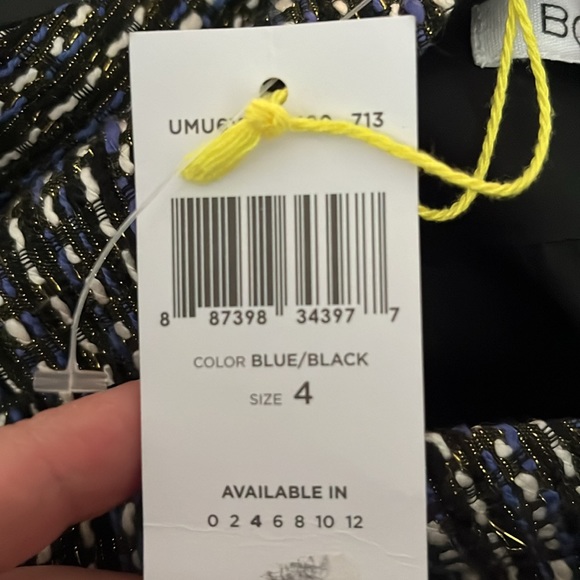 713
8 87398 34397 7
COLOR BLUE/BLACK
SIZE 4
AVAILABLE IN
0 2 4 6 8 10 12